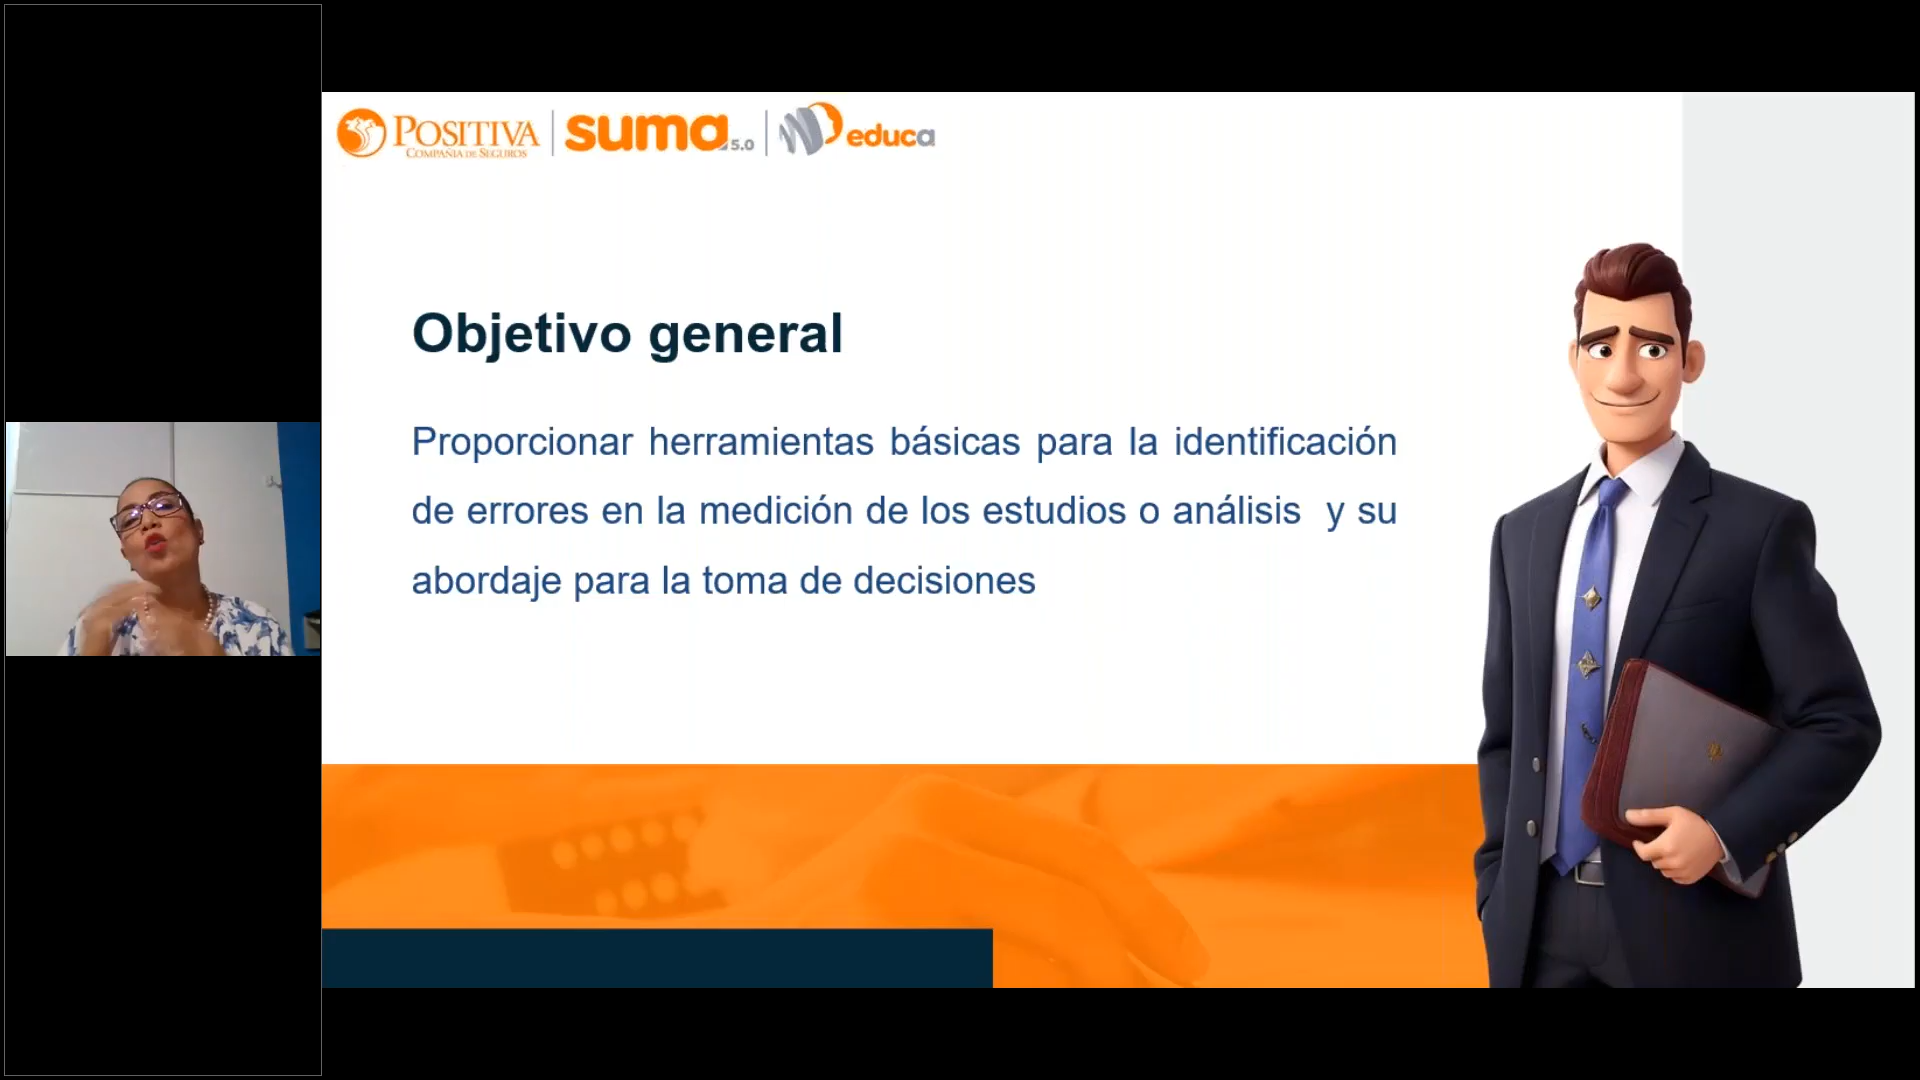 POSITIVA
COMPAÑIA DE SEGUROS
suma 5.0
educa
Objetivo general
Proporcionar herramientas básicas para la identificación
de errores en la medición de los estudios o análisis y su
abordaje para la toma de decisiones